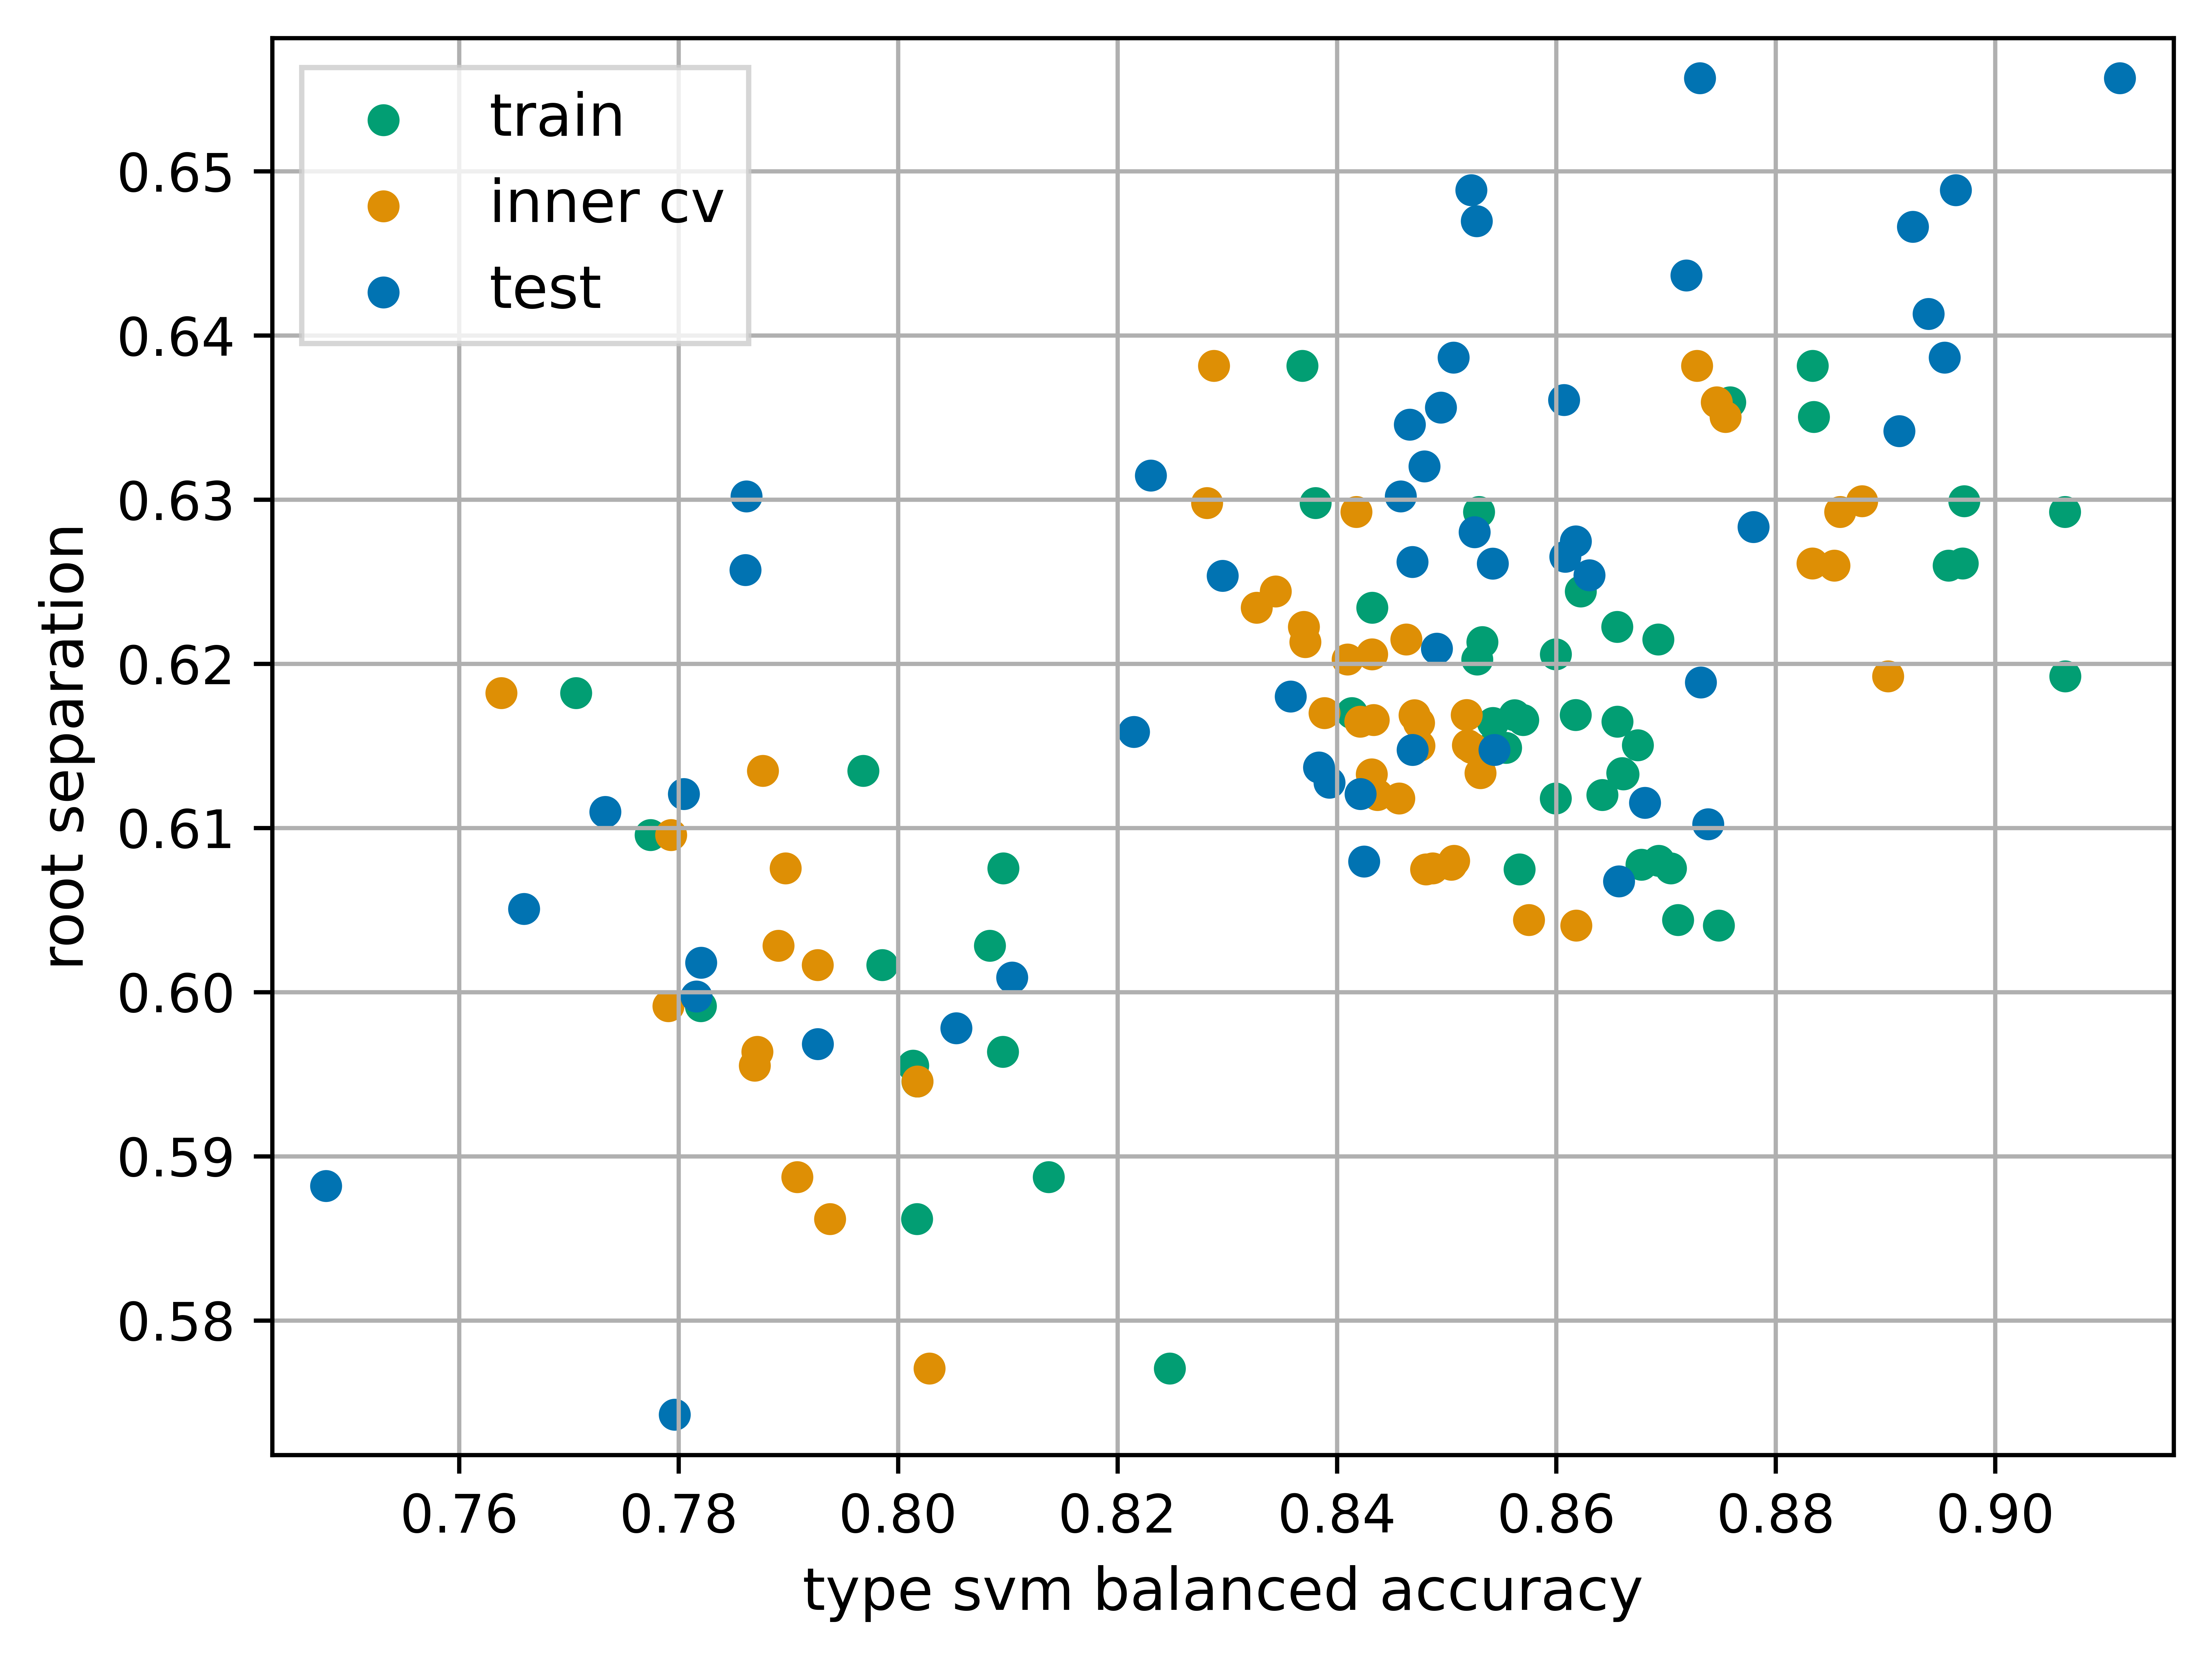 train
inner cv
test
0.65
0.64
0.63
0.62
0.61
0.60
0.59
0.58
root separation
0.76 0.78 0.80 0.82 0.84 0.86 0.88 0.90
type svm balanced accuracy